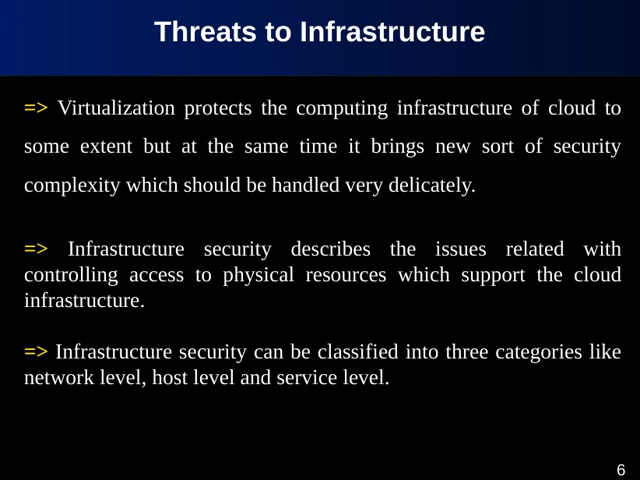 Threats to Infrastructure
=> Virtualization protects the computing infrastructure of cloud to
some extent but at the same time it brings new sort of security
complexity which should be handled very delicately.
=> Infrastructure security describes the issues related with
controlling access to physical resources which support the cloud
infrastructure.
=> Infrastructure security can be classified into three categories like
network level, host level and service level.
6